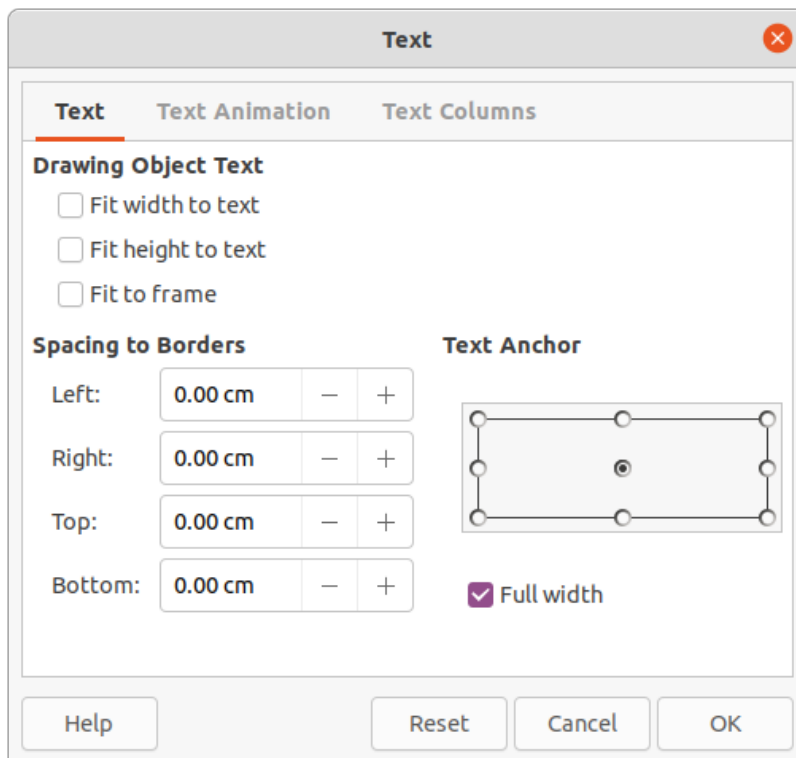 Text
Text Animation Text Columns
Text
Drawing Object Text
Fit width to text
Fit height to text
Fit to frame
Spacing to Borders
Left: 0.00 cm − +
Right: 0.00 cm − +
Top: 0.00 cm − +
Bottom: 0.00 cm − +
Text Anchor
Full width
Help Reset Cancel OK